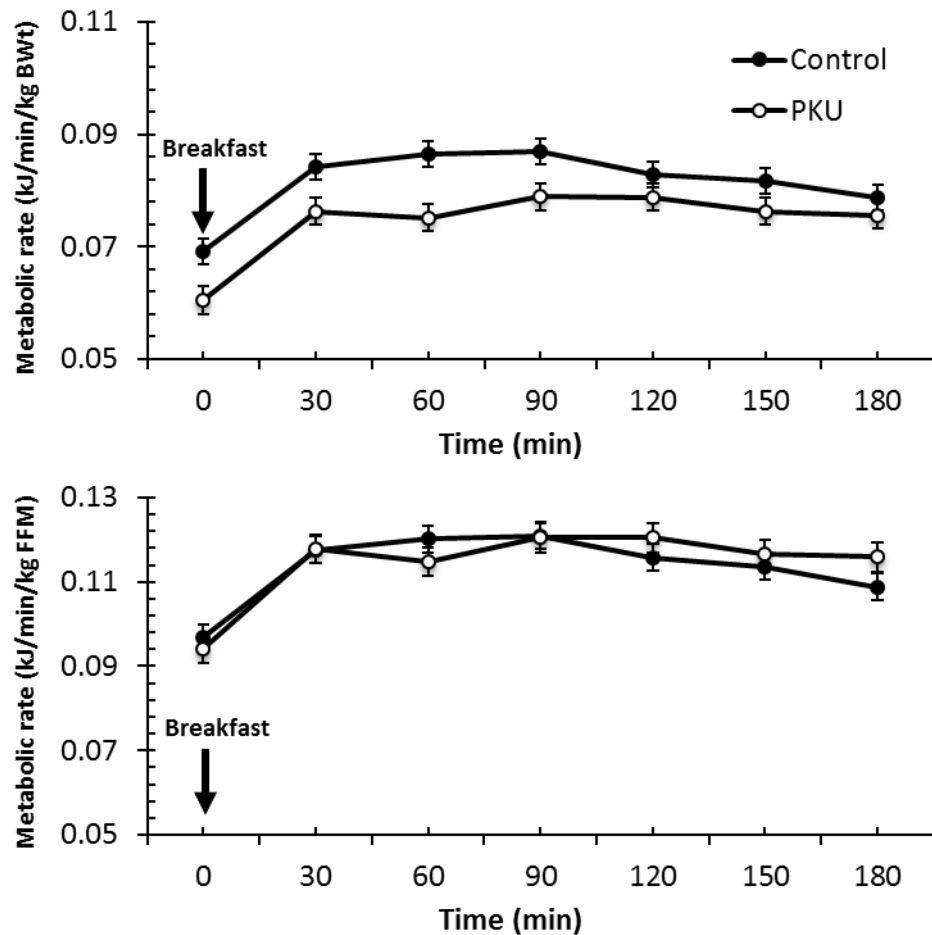 Metabolic rate (kJ/min/kg BWt)
0.11
0.09
0.07
0.05
Control
PKU
Breakfast
0 30 60 90 120 150 180
Time (min)
Metabolic rate (kJ/min/kg FFM)
0.13
0.11
0.09
0.07
0.05
Breakfast
0 30 60 90 120 150 180
Time (min)